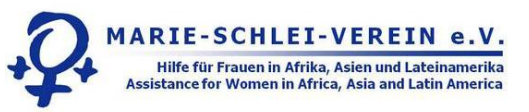 MARIE-SCHLEI-VEREIN e.V.
Hilfe für Frauen in Afrika, Asien und Lateinamerika
Assistance for Women in Africa, Asia and Latin America